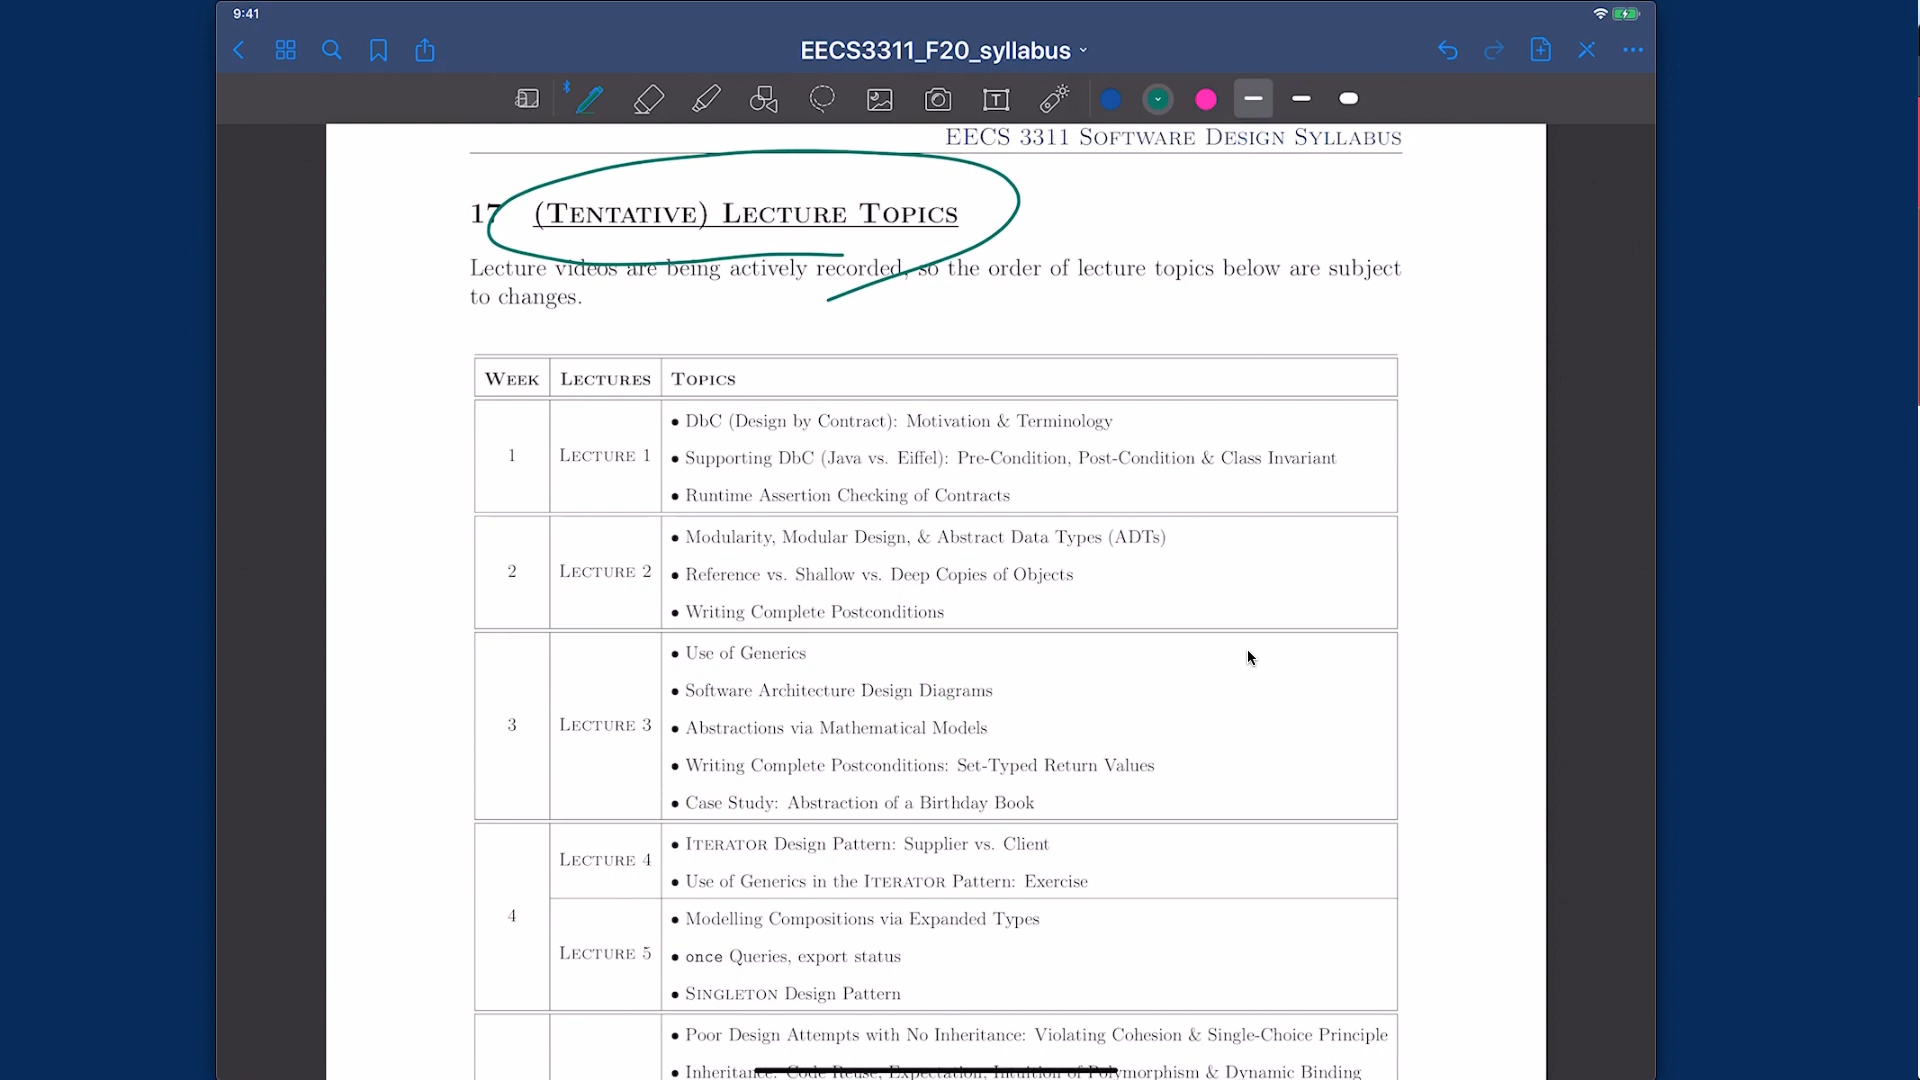 9:41
EECS3311_F20_syllabus
EECS 3311 Software Design Syllabus
17 (Tentative) Lecture Topics
Lecture videos are being actively recorded, so the order of lecture topics below are subject
to changes.
Week Lectures Topics
1 Lecture 1
• DbC (Design by Contract): Motivation & Terminology
• Supporting DbC (Java vs. Eiffel): Pre-Condition, Post-Condition & Class Invariant
• Runtime Assertion Checking of Contracts
2 Lecture 2
• Modularity, Modular Design, & Abstract Data Types (ADTs)
• Reference vs. Shallow vs. Deep Copies of Objects
• Writing Complete Postconditions
3 Lecture 3
• Use of Generics
• Software Architecture Design Diagrams
• Abstractions via Mathematical Models
• Writing Complete Postconditions: Set-Typed Return Values
• Case Study: Abstraction of a Birthday Book
4 Lecture 4
• Iterator Design Pattern: Supplier vs. Client
• Use of Generics in the Iterator Pattern: Exercise
Lecture 5
• Modelling Compositions via Expanded Types
• once Queries, export status
• Singleton Design Pattern
• Poor Design Attempts with No Inheritance: Violating Cohesion & Single-Choice Principle
• Inheritance: Code Reuse, Expectation, Intuition of Polymorphism & Dynamic Binding